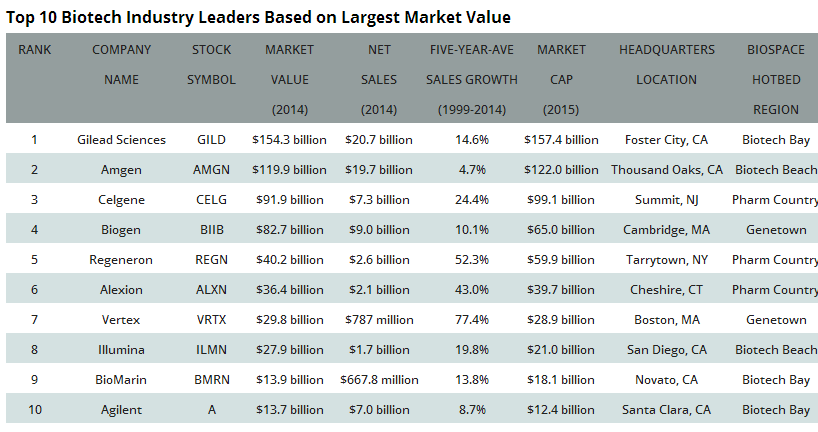 Top 10 Biotech Industry Leaders Based on Largest Market Value
RANK COMPANY STOCK MARKET NET FIVE-YEAR-AVE MARKET HEADQUARTERS BIOSPACE
NAME SYMBOL VALUE SALES SALES GROWTH CAP LOCATION HOTBED
(2014) (2014) (1999-2014) (2015) REGION
1 Gilead Sciences GILD $154.3 billion $20.7 billion 14.6% $157.4 billion Foster City, CA Biotech Bay
2 Amgen AMGN $119.9 billion $19.7 billion 4.7% $122.0 billion Thousand Oaks, CA Biotech Beach
3 Celgene CELG $91.9 billion $7.3 billion 24.4% $99.1 billion Summit, NJ Pharm Country
4 Biogen BIIB $82.7 billion $9.0 billion 10.1% $65.0 billion Cambridge, MA Genetown
5 Regeneron REGN $40.2 billion $2.6 billion 52.3% $59.9 billion Tarrytown, NY Pharm Country
6 Alexion ALXN $36.4 billion $2.1 billion 43.0% $39.7 billion Cheshire, CT Pharm Country
7 Vertex VRTX $29.8 billion $787 million 77.4% $28.9 billion Boston, MA Genetown
8 Illumina ILMN $27.9 billion $1.7 billion 19.8% $21.0 billion San Diego, CA Biotech Beach
9 BioMarin BMRN $13.9 billion $667.8 million 13.8% $18.1 billion Novato, CA Biotech Bay
10 Agilent A $13.7 billion $7.0 billion 8.7% $12.4 billion Santa Clara, CA Biotech Bay